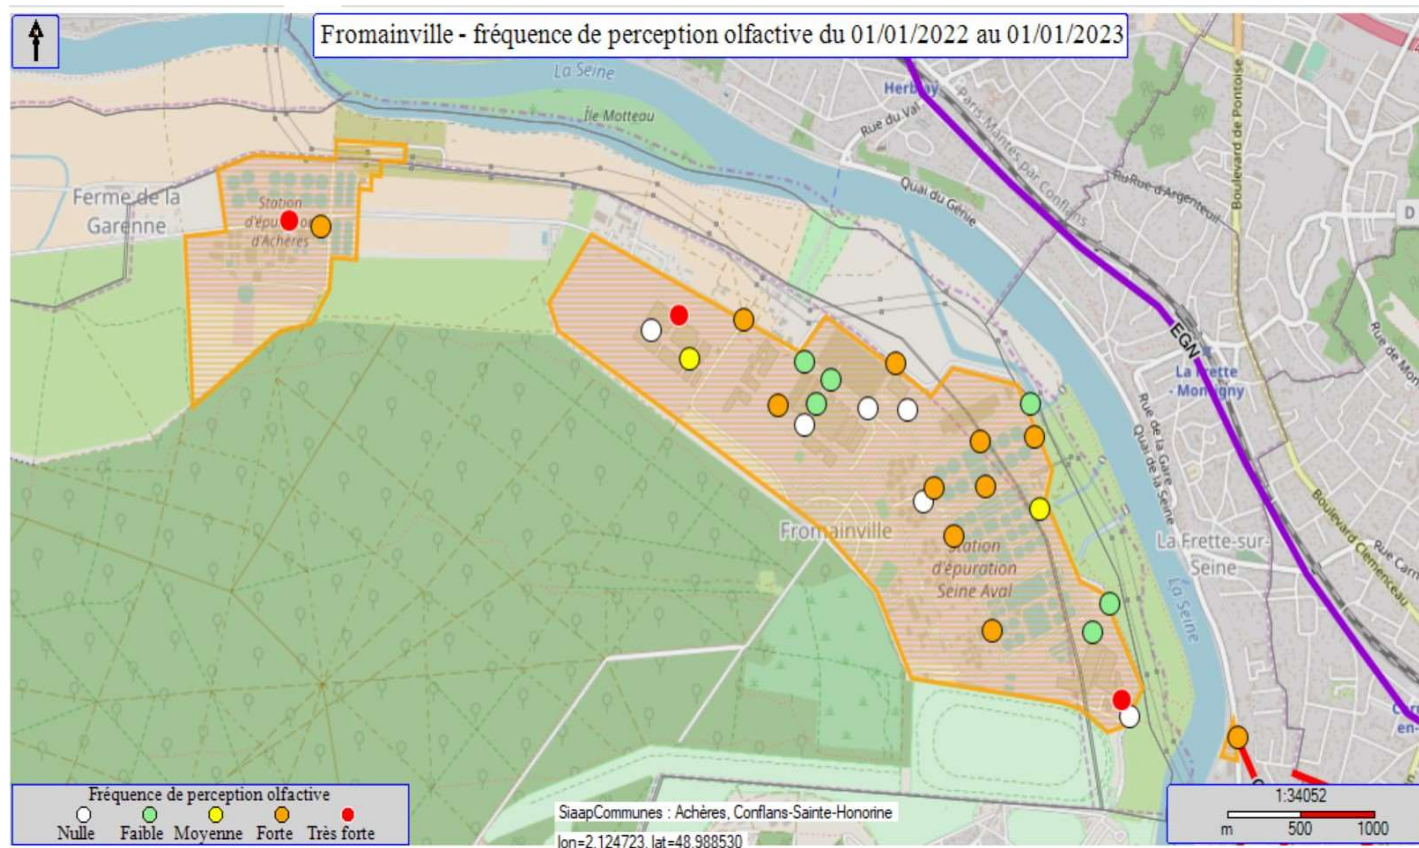 Fromainville - fréquence de perception olfactive du 01/01/2022 au 01/01/2023
La Seine
Île Motteau
Herblay
Rue du Val
Paris Mantes par Conflans
Boulevard de Pontoise
Rue d'Argenteuil
Quai du Génie
D
Ferme de la
Garenne
Station
d'épuration
d'Achères
EGN
La Frette
- Montigny
Rue de la Gare
Quai de la Seine
Boulevard Clemenceau
La Frette-sur-
Seine
La Seine
Fromainville
Station
d'épuration
Seine Aval
Fréquence de perception olfactive
Nulle Faible Moyenne Forte Très forte
SiaapCommunes : Achères, Conflans-Sainte-Honorine
lon=2.124723, lat=48.988530
1:34052
m 500 1000